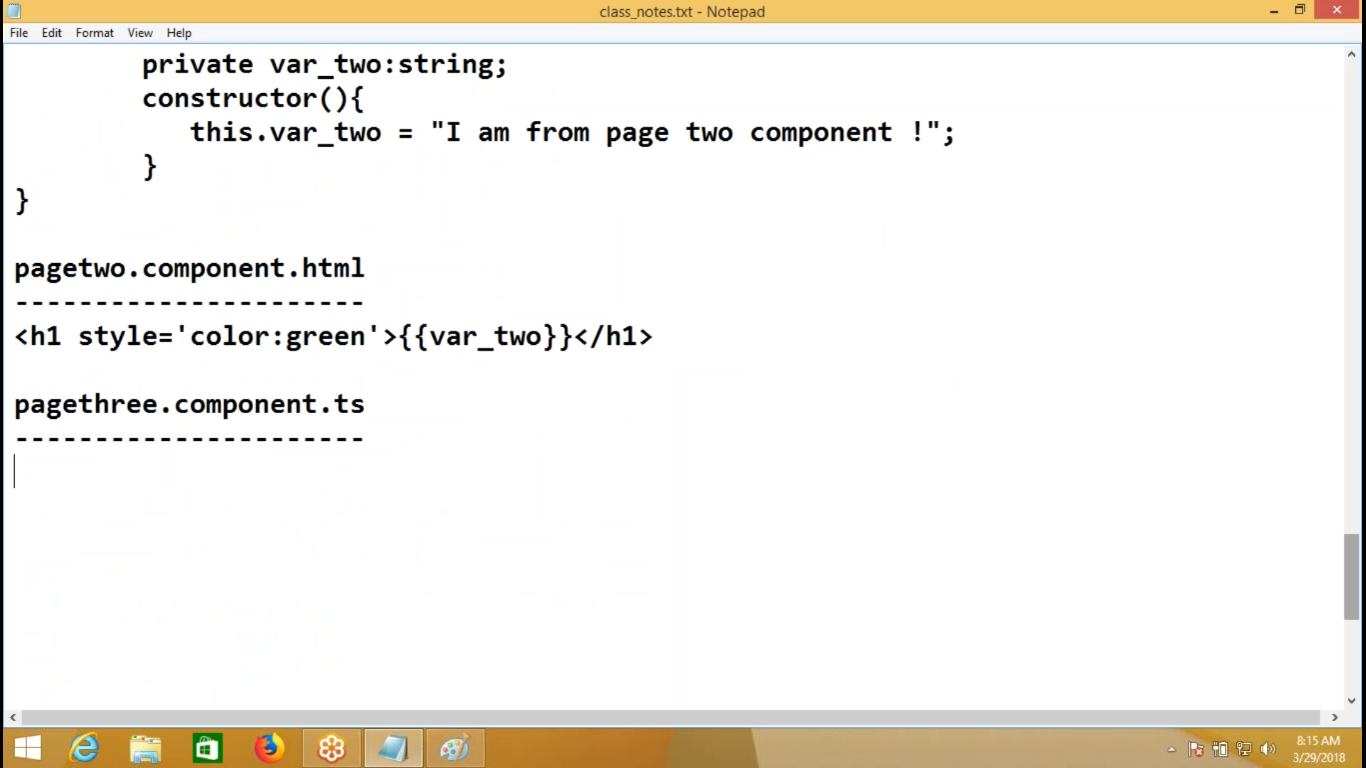 class_notes.txt - Notepad
File Edit Format View Help
private var_two:string;
constructor(){
this.var_two = "I am from page two component !";
}
}
pagetwo.component.html
----------------------
<h1 style='color:green'>{{var_two}}</h1>
pagethree.component.ts
----------------------
8:15 AM
3/29/2018